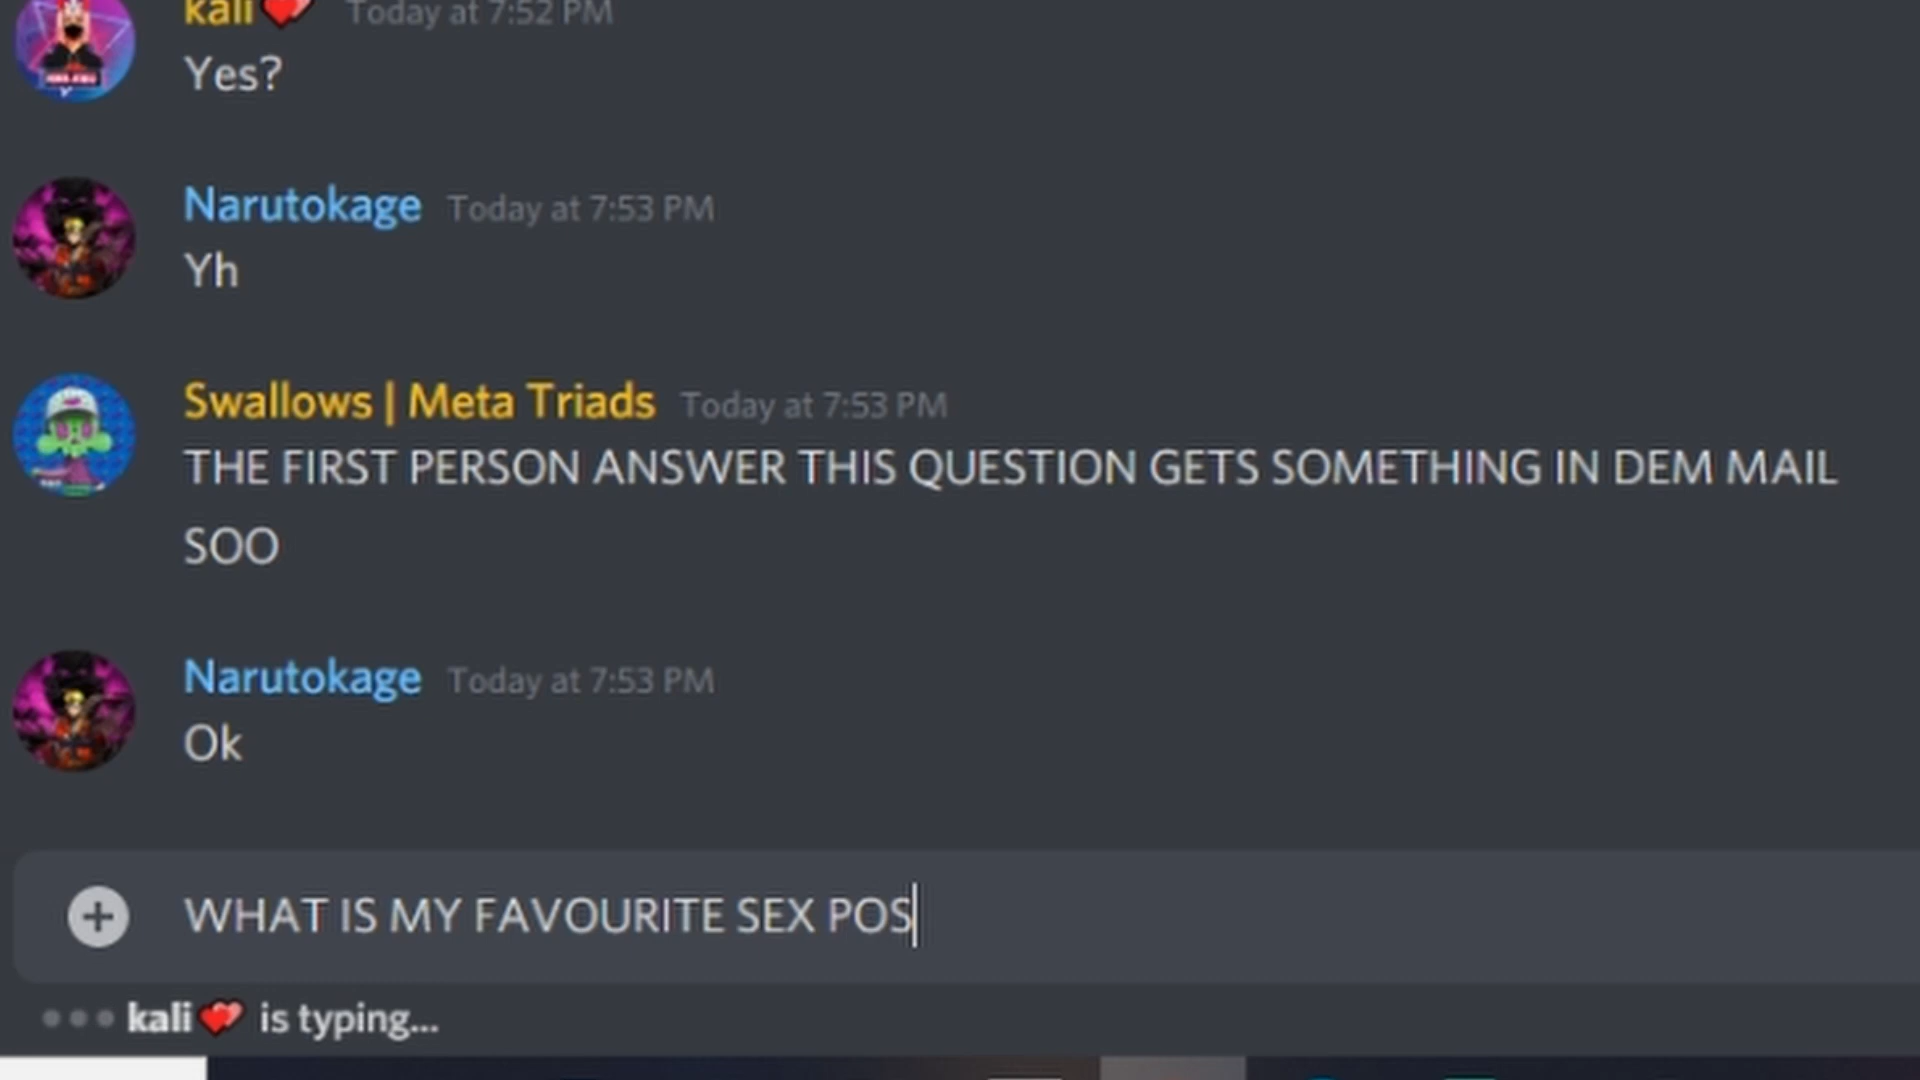 kali Today at 7:52 PM
Yes?
Narutokage Today at 7:53 PM
Yh
Swallows | Meta Triads Today at 7:53 PM
THE FIRST PERSON ANSWER THIS QUESTION GETS SOMETHING IN DEM MAIL
SOO
Narutokage Today at 7:53 PM
Ok
WHAT IS MY FAVOURITE SEX POS
kali is typing...